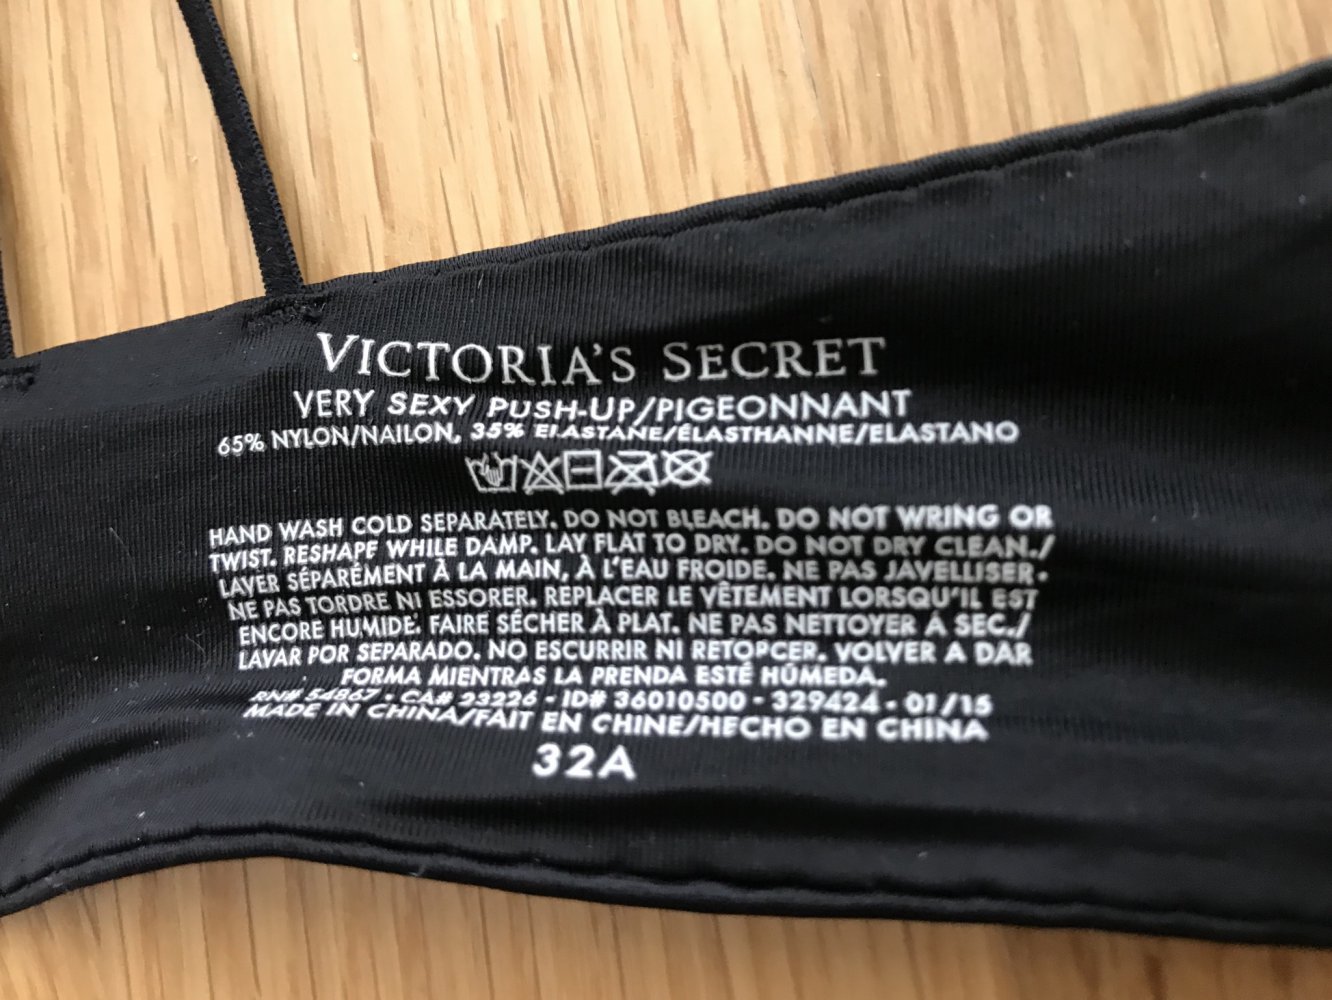 VICTORIA'S SECRET
VERY SEXY PUSH-UP/PIGEONNANT
65% NYLON/NAILON, 35% ELASTANE/ÉLASTHANNE/ELASTANO
HAND WASH COLD SEPARATELY. DO NOT BLEACH. DO NOT WRING OR
TWIST. RESHAPE WHILE DAMP. LAY FLAT TO DRY. DO NOT DRY CLEAN./
LAVER SÉPARÉMENT À LA MAIN, À L'EAU FROIDE. NE PAS JAVELLISER.
NE PAS TORDRE NI ESSORER. REPLACER LE VÊTEMENT LORSQU'IL EST
ENCORE HUMIDE. FAIRE SÉCHER À PLAT. NE PAS NETTOYER À SEC./
LAVAR POR SEPARADO. NO ESCURRIR NI RETORCER. VOLVER A DAR
FORMA MIENTRAS LA PRENDA ESTÉ HÚMEDA.
RN# 54867 - CA# 23226 - ID# 36010500 - 329424 - 01/15
MADE IN CHINA/FAIT EN CHINE/HECHO EN CHINA
32A